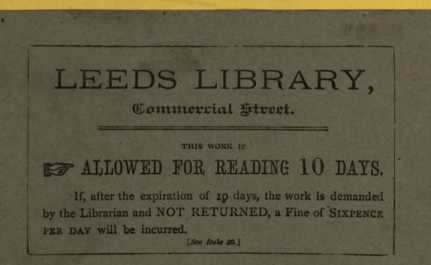 LEEDS LIBRARY,
Commercial Street.
THIS WORK IS
ALLOWED FOR READING 10 DAYS.
If, after the expiration of 10 days, the work is demanded
by the Librarian and NOT RETURNED, a Fine of SIXPENCE
PER DAY will be incurred.
[See Rule 20.]